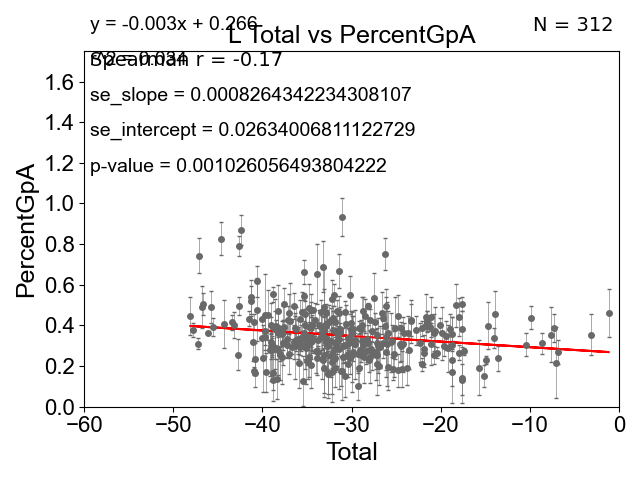 y = -0.003x + 0.266
N = 312
L Total vs PercentGpA
Spearman r = -0.17
se_slope = 0.0008264342234308107
se_intercept = 0.02634006811122729
p-value = 0.001026056493804222
PercentGpA
1.6
1.4
1.2
1.0
0.8
0.6
0.4
0.2
0.0
−60
−50
−40
−30
−20
−10
0
Total